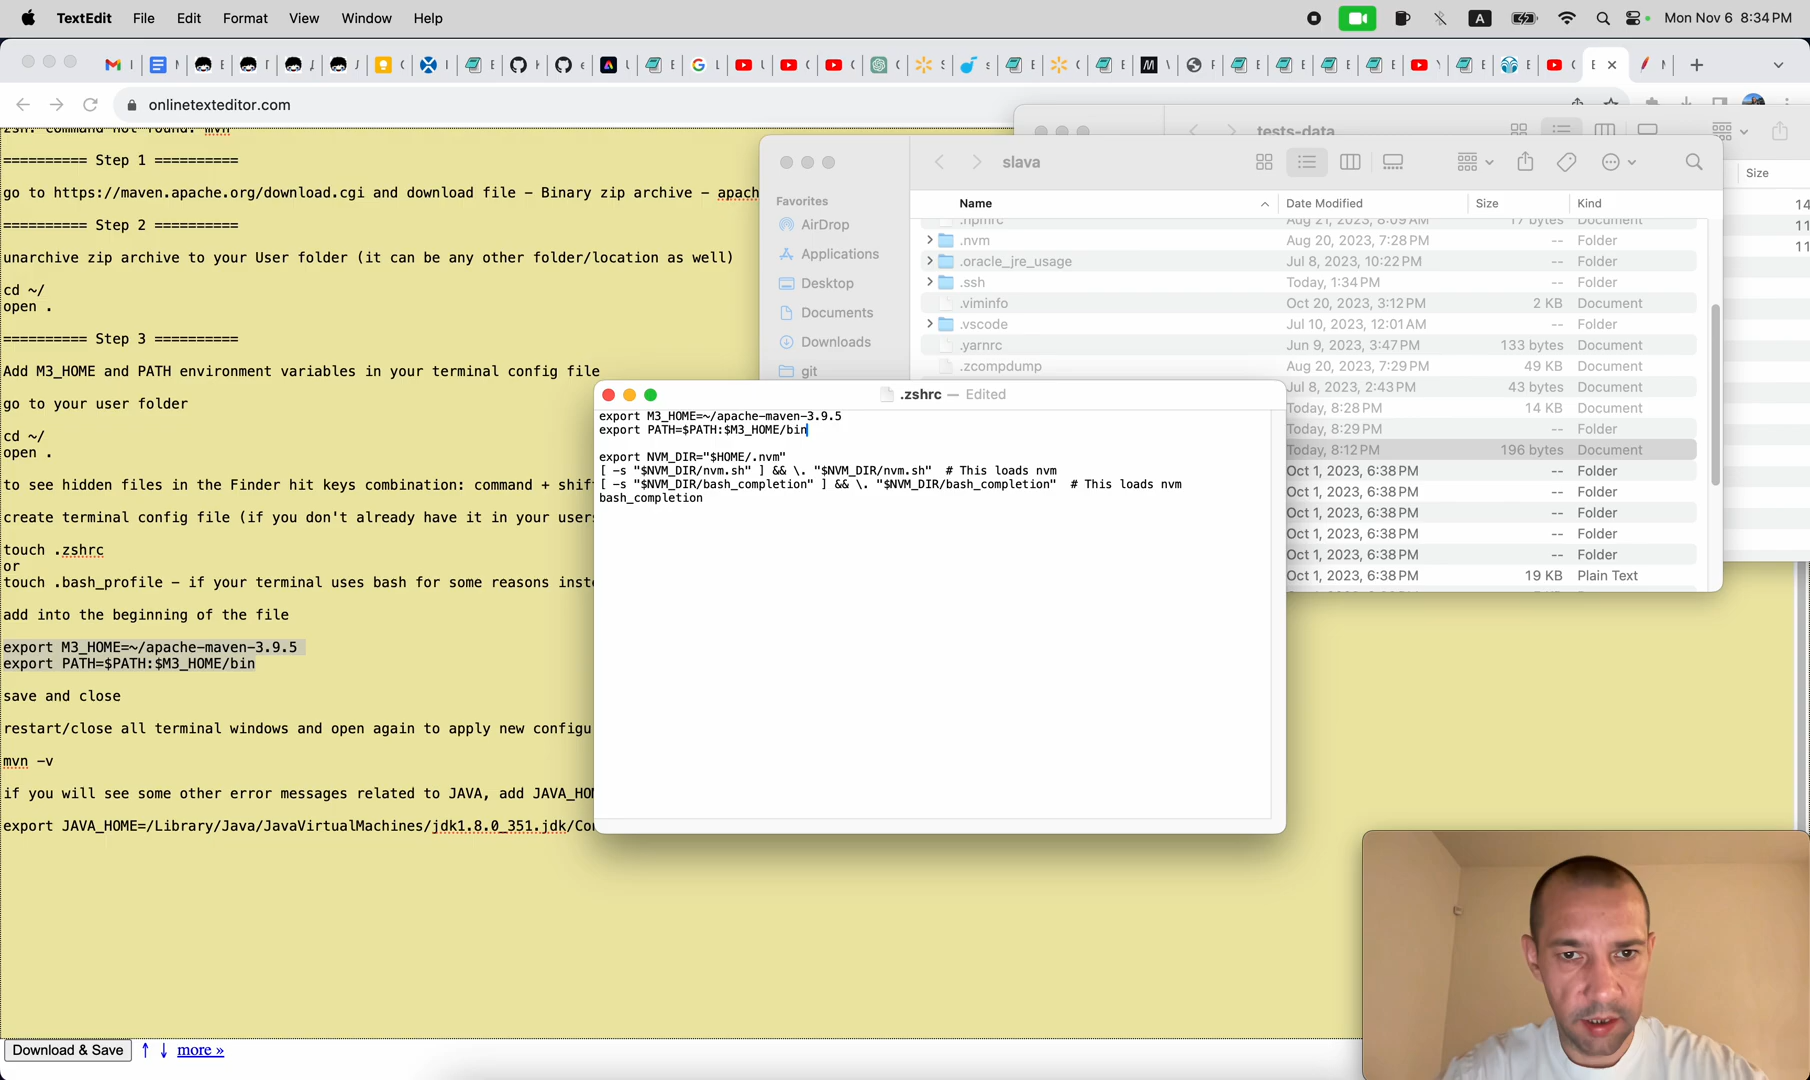 TextEdit File Edit Format View Window Help
A
Mon Nov 6 8:34 PM
onlinetexteditor.com
zsh: command not found: mvn
========== Step 1 ==========
go to https://maven.apache.org/download.cgi and download file - Binary zip archive - apach
========== Step 2 ==========
unarchive zip archive to your User folder (it can be any other folder/location as well)
cd ~/
open .
========== Step 3 ==========
Add M3_HOME and PATH environment variables in your terminal config file
go to your user folder
cd ~/
open .
to see hidden files in the Finder hit keys combination: command + shif
create terminal config file (if you don't already have it in your user
touch .zshrc
or
touch .bash_profile - if your terminal uses bash for some reasons inst
add into the beginning of the file
export M3_HOME=~/apache-maven-3.9.5
export PATH=$PATH:$M3_HOME/bin
save and close
restart/close all terminal windows and open again to apply new configu
mvn -v
if you will see some other error messages related to JAVA, add JAVA_HO
export JAVA_HOME=/Library/Java/JavaVirtualMachines/jdk1.8.0_351.jdk/Co
Download & Save ↑ ↓ more »
tests-data
Size
14
11
11
slava
Favorites
AirDrop
Applications
Desktop
Documents
Downloads
git
Name Date Modified Size Kind
.npmrc Aug 21, 2023, 8:09 AM 17 bytes Document
.nvm Aug 20, 2023, 7:28 PM -- Folder
.oracle_jre_usage Jul 8, 2023, 10:22 PM -- Folder
.ssh Today, 1:34 PM -- Folder
.viminfo Oct 20, 2023, 3:12 PM 2 KB Document
.vscode Jul 10, 2023, 12:01 AM -- Folder
.yarnrc Jun 9, 2023, 3:47 PM 133 bytes Document
.zcompdump Aug 20, 2023, 7:29 PM 49 KB Document
Jul 8, 2023, 2:43 PM 43 bytes Document
Today, 8:28 PM 14 KB Document
Today, 8:29 PM -- Folder
Today, 8:12 PM 196 bytes Document
Oct 1, 2023, 6:38 PM -- Folder
Oct 1, 2023, 6:38 PM -- Folder
Oct 1, 2023, 6:38 PM -- Folder
Oct 1, 2023, 6:38 PM -- Folder
Oct 1, 2023, 6:38 PM -- Folder
Oct 1, 2023, 6:38 PM 19 KB Plain Text
.zshrc — Edited
export M3_HOME=~/apache-maven-3.9.5
export PATH=$PATH:$M3_HOME/bin
export NVM_DIR="$HOME/.nvm"
[ -s "$NVM_DIR/nvm.sh" ] && \. "$NVM_DIR/nvm.sh" # This loads nvm
[ -s "$NVM_DIR/bash_completion" ] && \. "$NVM_DIR/bash_completion" # This loads nvm
bash_completion